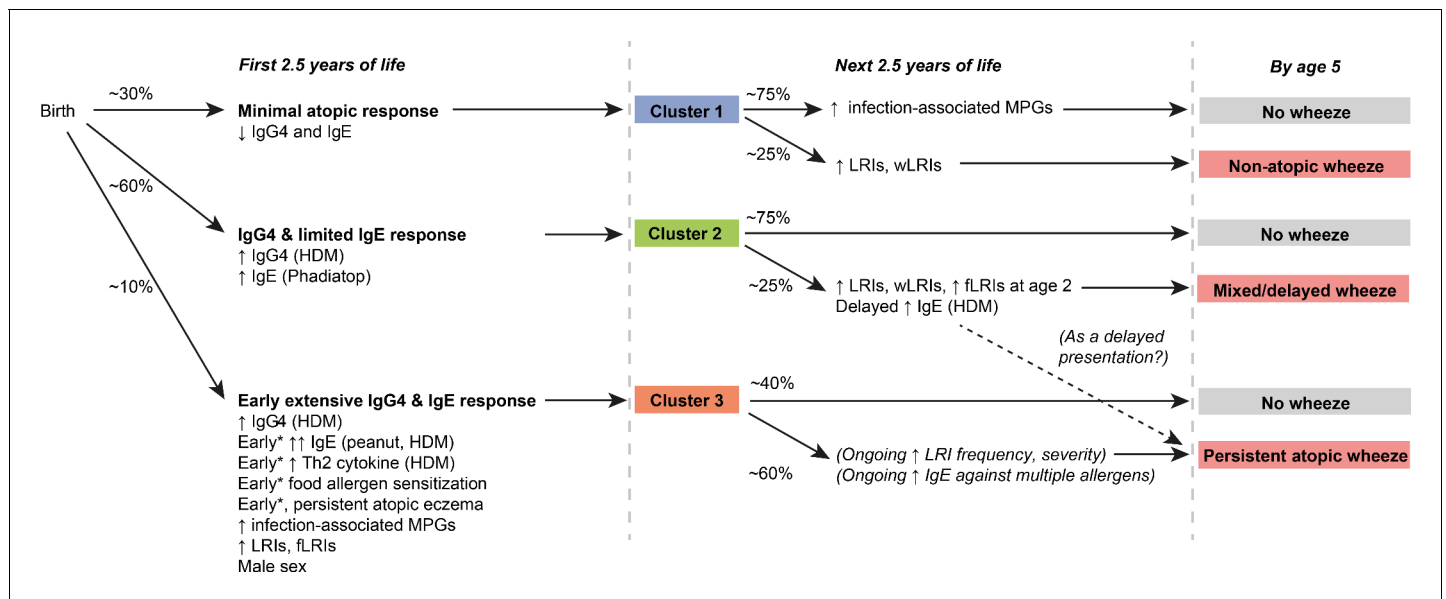 First 2.5 years of life
Next 2.5 years of life
By age 5
Birth
~30%
Minimal atopic response
↓ IgG4 and IgE
Cluster 1
~75%
↑ infection-associated MPGs
No wheeze
~25%
↑ LRIs, wLRIs
Non-atopic wheeze
~60%
IgG4 & limited IgE response
↑ IgG4 (HDM)
↑ IgE (Phadiatop)
Cluster 2
~75%
No wheeze
~25%
↑ LRIs, wLRIs, ↑ fLRIs at age 2
Delayed ↑ IgE (HDM)
Mixed/delayed wheeze
(As a delayed
presentation?)
~10%
Early extensive IgG4 & IgE response
↑ IgG4 (HDM)
Early* ↑↑ IgE (peanut, HDM)
Early* ↑ Th2 cytokine (HDM)
Early* food allergen sensitization
Early*, persistent atopic eczema
↑ infection-associated MPGs
↑ LRIs, fLRIs
Male sex
Cluster 3
~40%
No wheeze
~60%
(Ongoing ↑ LRI frequency, severity)
(Ongoing ↑ IgE against multiple allergens)
Persistent atopic wheeze